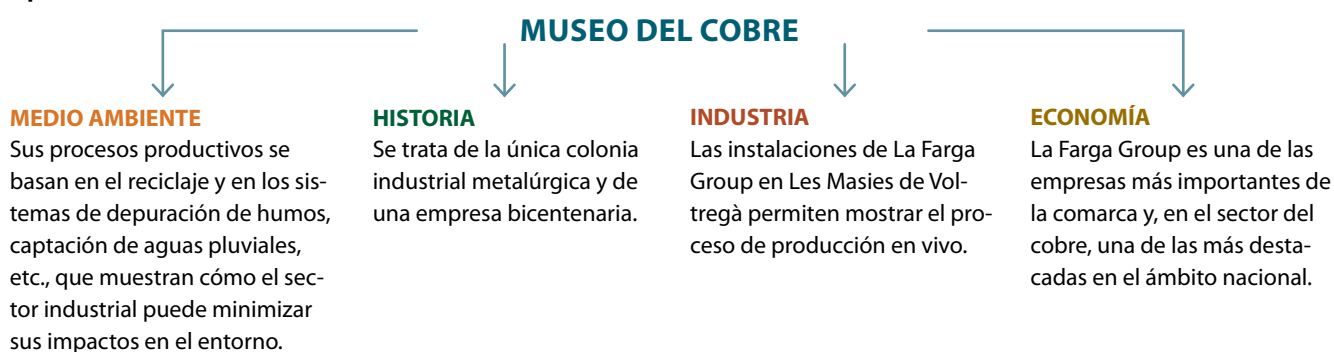 MUSEO DEL COBRE
MEDIO AMBIENTE
Sus procesos productivos se
basan en el reciclaje y en los sis-
temas de depuración de humos,
captación de aguas pluviales,
etc., que muestran cómo el sec-
tor industrial puede minimizar
sus impactos en el entorno.
HISTORIA
Se trata de la única colonia
industrial metalúrgica y de
una empresa bicentenaria.
INDUSTRIA
Las instalaciones de La Farga
Group en Les Masies de Vol-
tregà permiten mostrar el pro-
ceso de producción en vivo.
ECONOMÍA
La Farga Group es una de las
empresas más importantes de
la comarca y, en el sector del
cobre, una de las más desta-
cadas en el ámbito nacional.